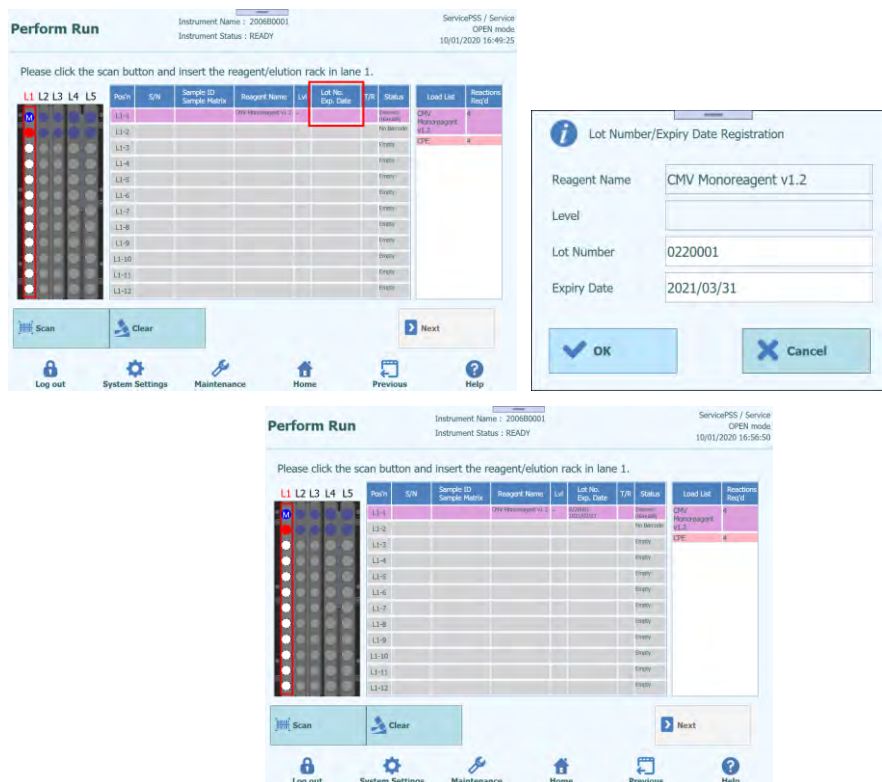 Perform Run
Instrument Name : 200680001
Instrument Status : READY
ServicePSS / Service
OPEN mode
10/01/2020 16:49:25
Please click the scan button and insert the reagent/elution rack in lane 1.
L1 L2 L3 L4 L5
Pos'n S/N Sample ID Sample Matrix Reagent Name Lvl Lot No. Exp. Date T/R Status Load List Reactions Req'd
M
L1-1 CMV Monoreagent v1.2 -
CMV Monoreagent v1.2 4
L1-2 No Barcode
CPE 4
L1-3 Empty
L1-4 Empty
L1-5 Empty
L1-6 Empty
L1-7 Empty
L1-8 Empty
L1-9 Empty
L1-10 Empty
L1-11 Empty
L1-12 Empty
Scan
Clear
Next
Log out System Settings Maintenance Home Previous Help
Lot Number/Expiry Date Registration
Reagent Name CMV Monoreagent v1.2
Level
Lot Number 0220001
Expiry Date 2021/03/31
OK
Cancel
Perform Run
Instrument Name : 200680001
Instrument Status : READY
ServicePSS / Service
OPEN mode
10/01/2020 16:56:50
Please click the scan button and insert the reagent/elution rack in lane 1.
L1 L2 L3 L4 L5
Pos'n S/N Sample ID Sample Matrix Reagent Name Lvl Lot No. Exp. Date T/R Status Load List Reactions Req'd
M
L1-1 CMV Monoreagent v1.2 -
CMV Monoreagent v1.2 4
L1-2 No Barcode
CPE 4
L1-3 Empty
L1-4 Empty
L1-5 Empty
L1-6 Empty
L1-7 Empty
L1-8 Empty
L1-9 Empty
L1-10 Empty
L1-11 Empty
L1-12 Empty
Scan
Clear
Next
Log out System Settings Maintenance Home Previous Help